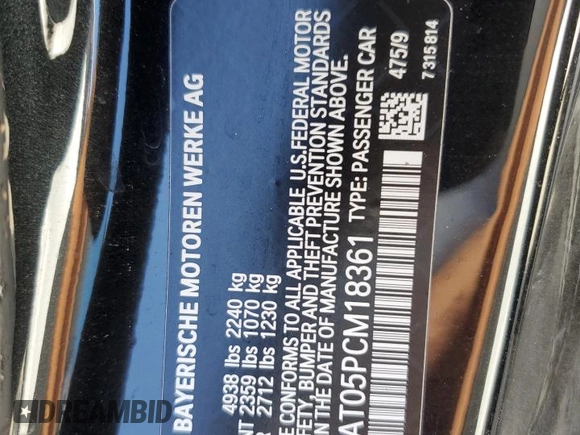 BAYERISCHE MOTOREN WERKE AG
4938 lbs 2240 kg
2359 lbs 1070 kg
2712 lbs 1230 kg
CONFORMS TO ALL APPLICABLE U.S. FEDERAL MOTOR
BUMPER AND THEFT PREVENTION STANDARDS
IN THE DATE OF MANUFACTURE SHOWN ABOVE.
AT05PCM18361 TYPE: PASSENGER CAR
475/9
7 315 814
DREAMBID